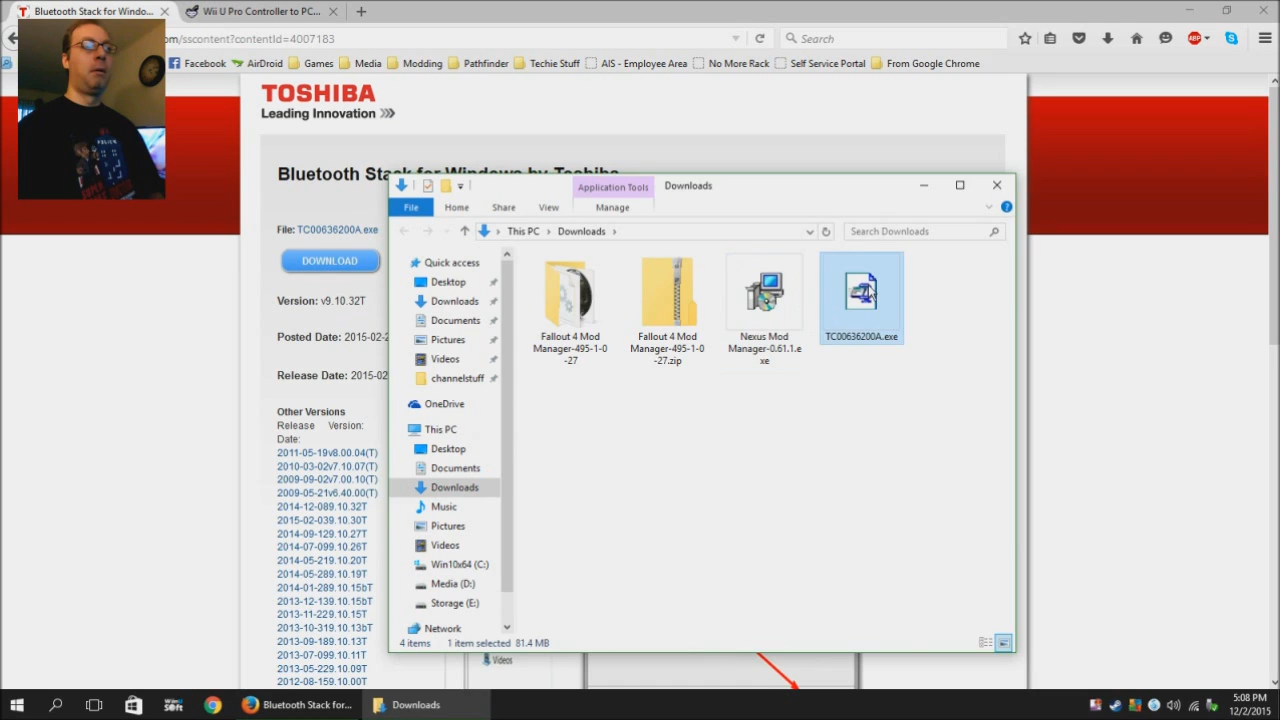 Bluetooth Stack for Windo...
Wii U Pro Controller to PC...
/sscontent?contentId=4007183
Search
Facebook
AirDroid
Games
Media
Modding
Pathfinder
Techie Stuff
AIS - Employee Area
No More Rack
Self Service Portal
From Google Chrome
ABP
TOSHIBA
Leading Innovation >>>
Bluetooth Stack for Windows by Toshiba
File: TC00636200A.exe
DOWNLOAD
Version: v9.10.32T
Posted Date: 2015-02-2
Release Date: 2015-02
Other Versions
Release Version:
Date:
2011-05-19v8.00.04(T)
2010-03-02v7.10.07(T)
2009-09-02v7.00.10(T)
2009-05-21v6.40.00(T)
2014-12-089.10.32T
2015-02-039.10.30T
2014-09-129.10.27T
2014-07-099.10.26T
2014-05-219.10.20T
2014-05-289.10.19T
2014-01-289.10.15bT
2013-12-139.10.15bT
2013-11-229.10.15T
2013-10-319.10.13bT
2013-09-189.10.13T
2013-07-099.10.11T
2013-05-229.10.09T
2012-08-159.10.00T
Application Tools
Downloads
File
Home
Share
View
Manage
This PC
Downloads
Search Downloads
Quick access
Desktop
Downloads
Documents
Pictures
Videos
channelstuff
OneDrive
This PC
Desktop
Documents
Downloads
Music
Pictures
Videos
Win10x64 (C:)
Media (D:)
Storage (E:)
Network
Fallout 4 Mod
Manager-495-1-0
-27
Fallout 4 Mod
Manager-495-1-0
-27.zip
Nexus Mod
Manager-0.61.1.e
xe
TC00636200A.exe
4 items
1 item selected 81.4 MB
Videos
Bluetooth Stack for...
Downloads
5:08 PM
12/2/2015